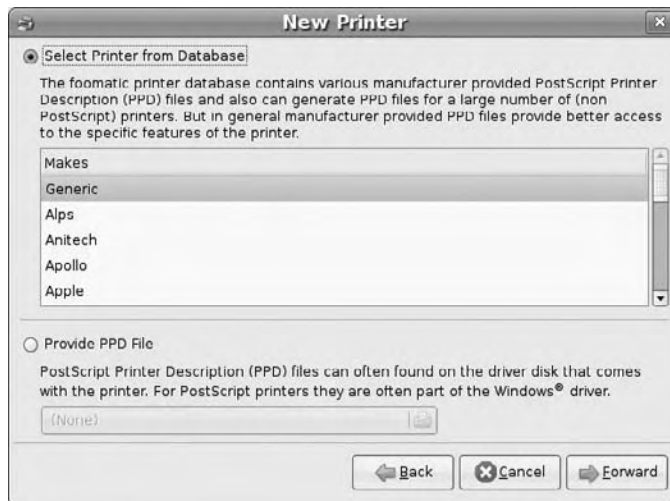 New Printer
Select Printer from Database
The foomatic printer database contains various manufacturer provided PostScript Printer
Description (PPD) files and also can generate PPD files for a large number of (non
PostScript) printers. But in general manufacturer provided PPD files provide better access
to the specific features of the printer.
Makes
Generic
Alps
Anitech
Apollo
Apple
Provide PPD File
PostScript Printer Description (PPD) files can often found on the driver disk that comes
with the printer. For PostScript printers they are often part of the Windows® driver.
(None)
Back
Cancel
Forward